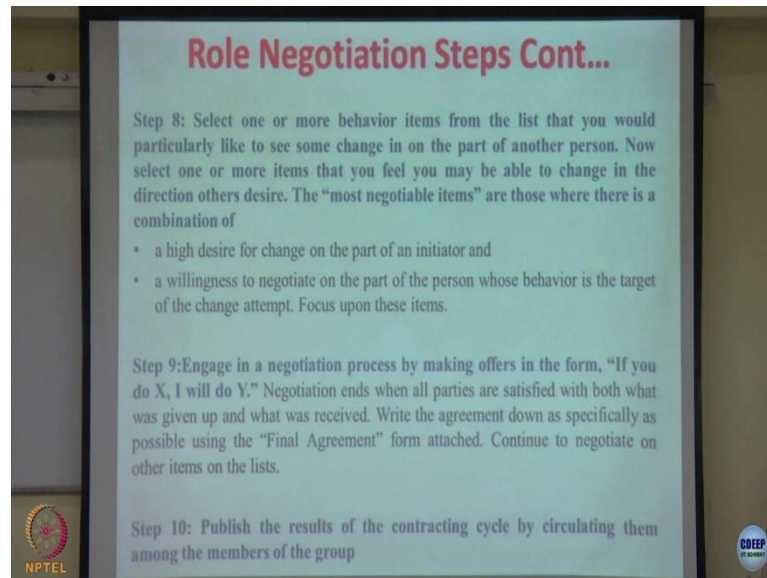 Role Negotiation Steps Cont...
Step 8: Select one or more behavior items from the list that you would
particularly like to see some change in on the part of another person. Now
select one or more items that you feel you may be able to change in the
direction others desire. The “most negotiable items” are those where there is a
combination of
• a high desire for change on the part of an initiator and
• a willingness to negotiate on the part of the person whose behavior is the target
of the change attempt. Focus upon these items.
Step 9:Engage in a negotiation process by making offers in the form, “If you
do X, I will do Y.” Negotiation ends when all parties are satisfied with both what
was given up and what was received. Write the agreement down as specifically as
possible using the “Final Agreement” form attached. Continue to negotiate on
other items on the lists.
Step 10: Publish the results of the contracting cycle by circulating them
among the members of the group
NPTEL
CDEEP
IIT BOMBAY